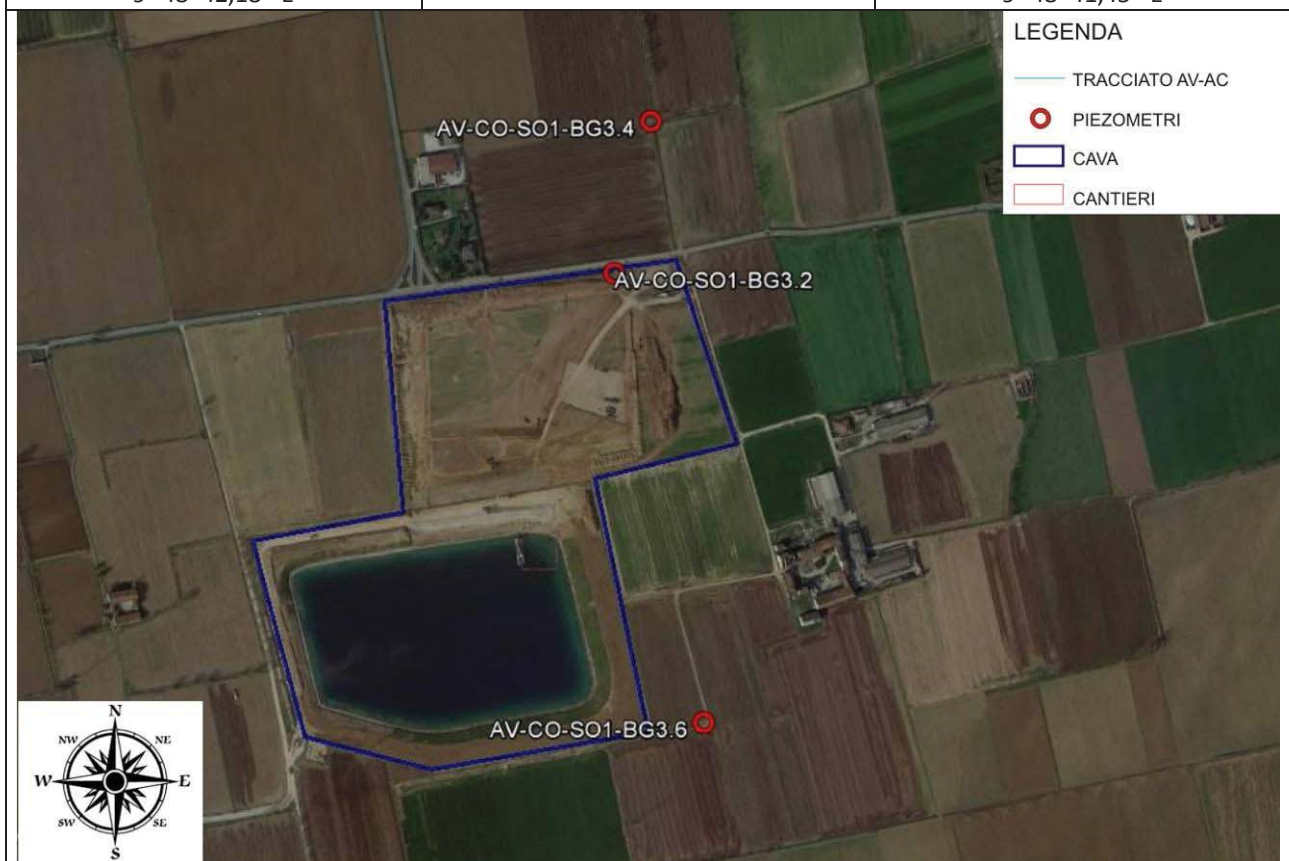 LEGENDA
TRACCIATO AV-AC
PIEZOMETRI
CAVA
CANTIERI
AV-CO-SO1-BG3.4
AV-CO-SO1-BG3.2
AV-CO-SO1-BG3.6
N
NW
NE
W
E
SW
SE
S